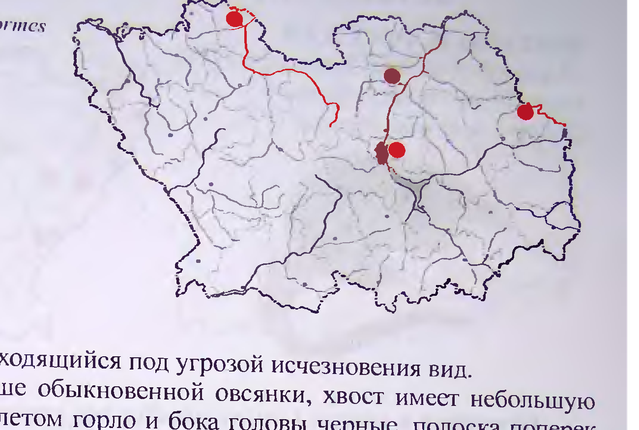 ormes
ходящийся под угрозой исчезновения вид.
ше обыкновенной овсянки, хвост имеет небольшую
летом горло и бока головы черные, полоска поперек